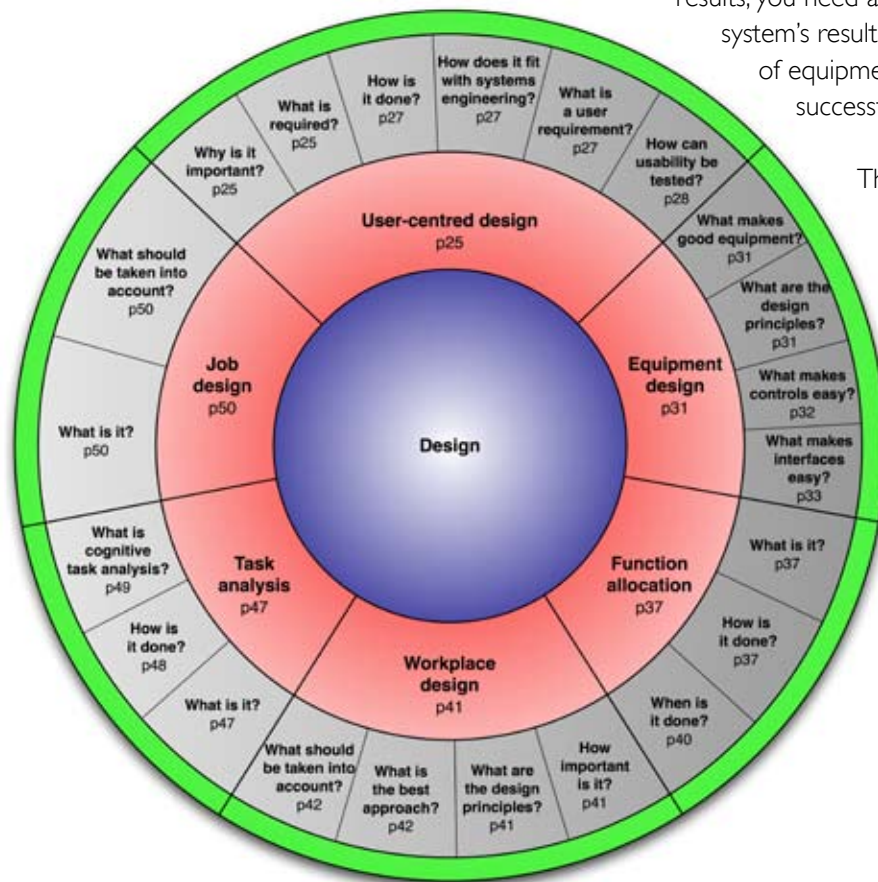 results, you need a
system's result
of equipme
success
Th
How does it fit
with systems
engineering?
p27
What is
a user
requirement?
p27
How can
usability be
tested?
p28
What makes
good equipment?
p31
What are the
design
principles?
p31
What makes
controls easy?
p32
What makes
interfaces
easy?
p33
What is it?
p37
How is
it done?
p37
When is
it done?
p40
How
important
is it?
p41
What are
the design
principles?
p41
What is
the best
approach?
p42
What should
be taken into
account?
p42
What is it?
p47
How is
it done?
p48
What is
cognitive
task analysis?
p49
What is it?
p50
What should
be taken into
account?
p50
Why is it
important?
p25
What is
required?
p25
How is
it done?
p27
User-centred design
p25
Equipment
design
p31
Function
allocation
p37
Workplace
design
p41
Task
analysis
p47
Job
design
p50
Design